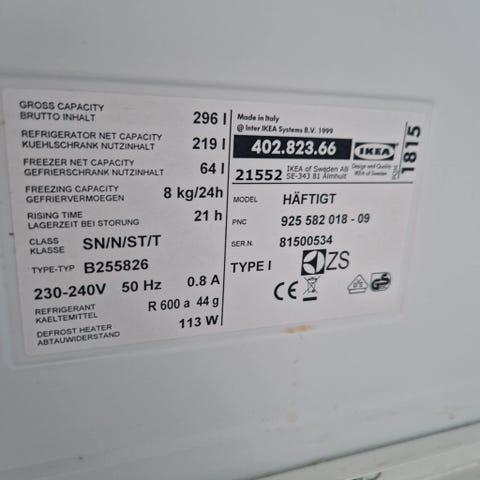 GROSS CAPACITY
BRUTTO INHALT 296 l
REFRIGERATOR NET CAPACITY
KUEHLSCHRANK NUTZINHALT 219 l
FREEZER NET CAPACITY
GEFRIERSCHRANK NUTZINHALT 64 l
FREEZING CAPACITY
GEFRIERVERMOEGEN 8 kg/24h
RISING TIME
LAGERZEIT BEI STORUNG 21 h
CLASS
KLASSE SN/N/ST/T
TYPE-TYP B255826
230-240V 50 Hz 0.8 A
REFRIGERANT
KAELTEMITTEL R 600 a 44 g
DEFROST HEATER
ABTAUWIDERSTAND 113 W
Made in Italy
@ Inter IKEA Systems B.V. 1999
402.823.66
IKEA
Design and Quality
IKEA of Sweden
21552 IKEA of Sweden AB
SE-343 81 Älmhult
1815
MODEL HÄFTIGT
PNC 925 582 018 - 09
SER.N. 81500534
TYPE I ZS
CE
GS